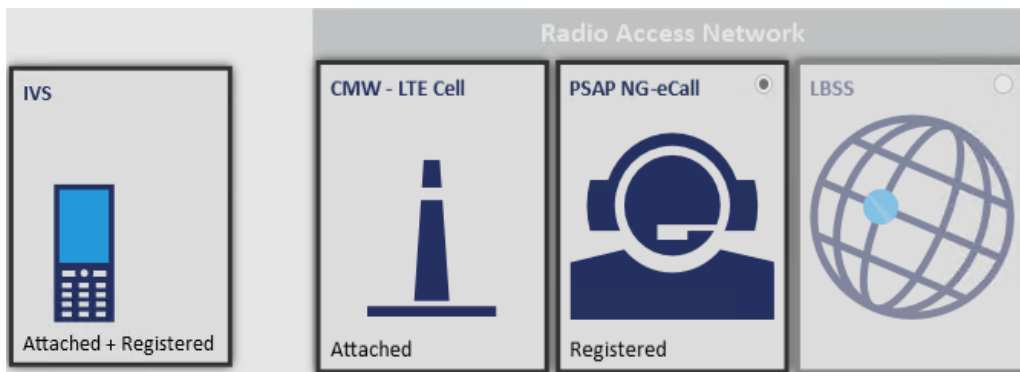 Radio Access Network
IVS
CMW - LTE Cell
PSAP NG-eCall
LBSS
Attached + Registered
Attached
Registered